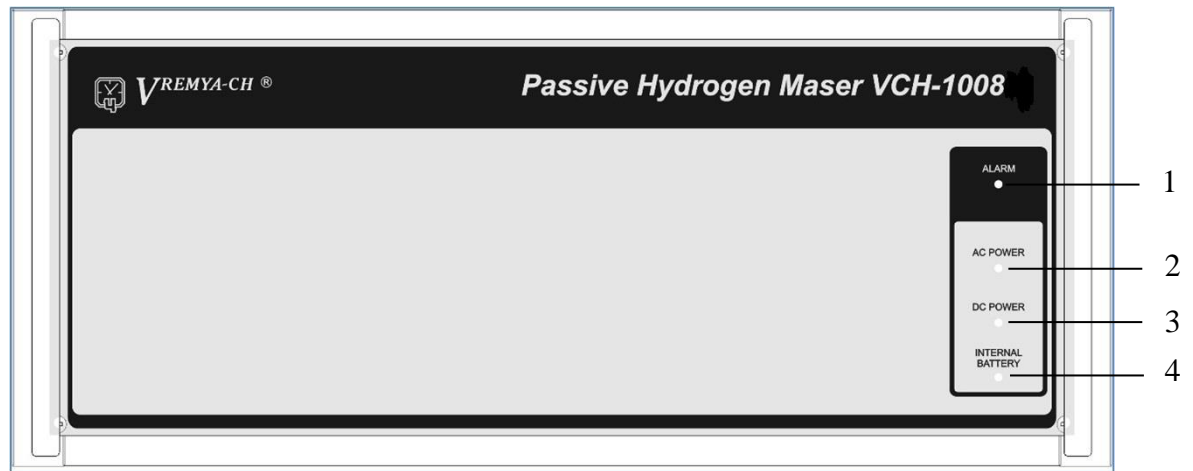 VREMYA-CH ®
Passive Hydrogen Maser VCH-1008
ALARM
1
AC POWER
2
DC POWER
3
INTERNAL
BATTERY
4